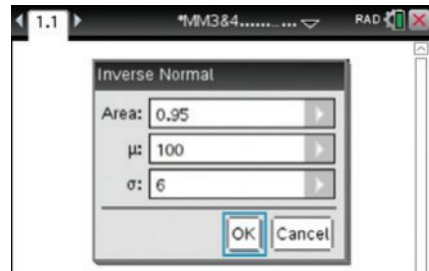 1.1 *MM3&4...... ... RAD
Inverse Normal
Area: 0.95
μ: 100
σ: 6
OK Cancel